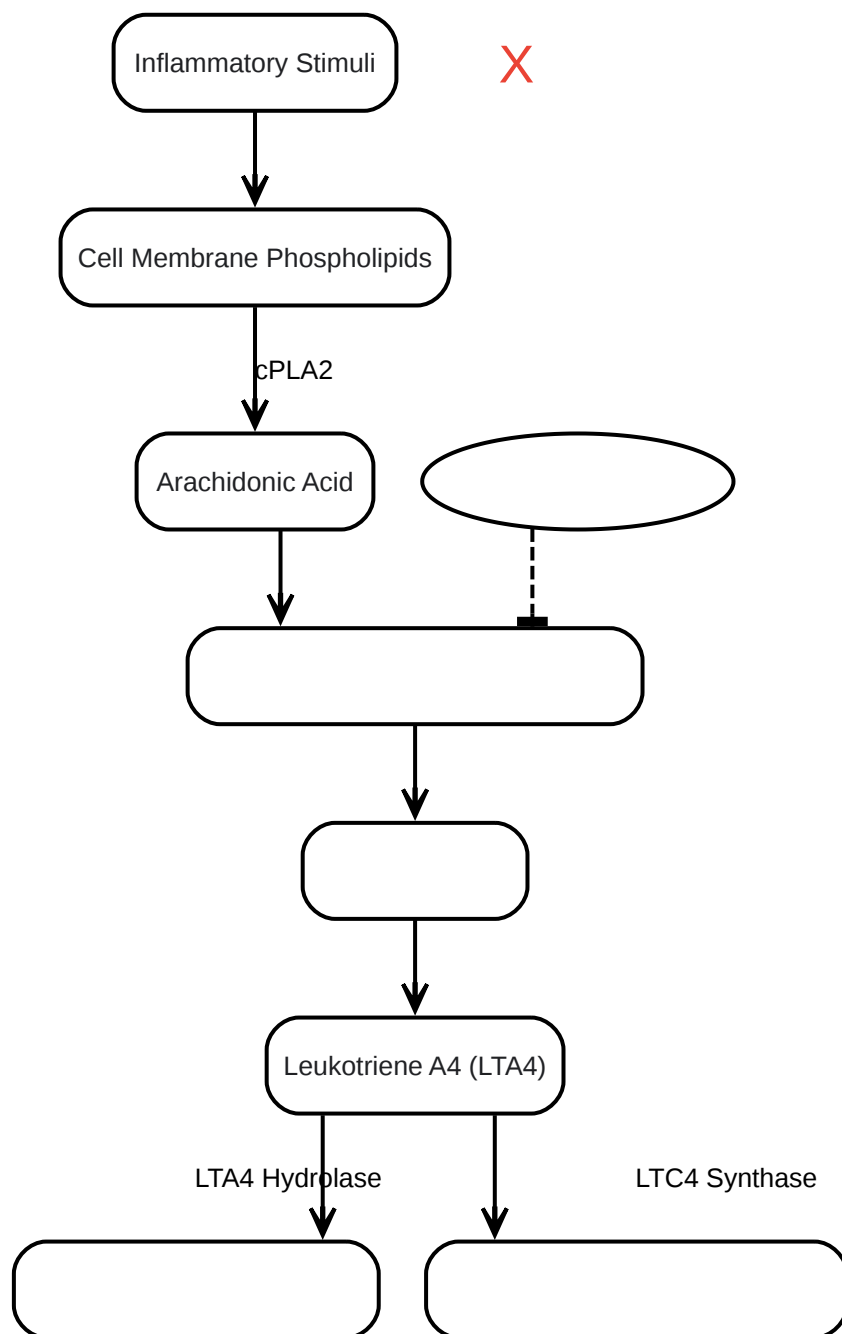 Inflammatory Stimuli
X
Cell Membrane Phospholipids
cPLA2
Arachidonic Acid
Leukotriene A4 (LTA4)
LTA4 Hydrolase
LTC4 Synthase